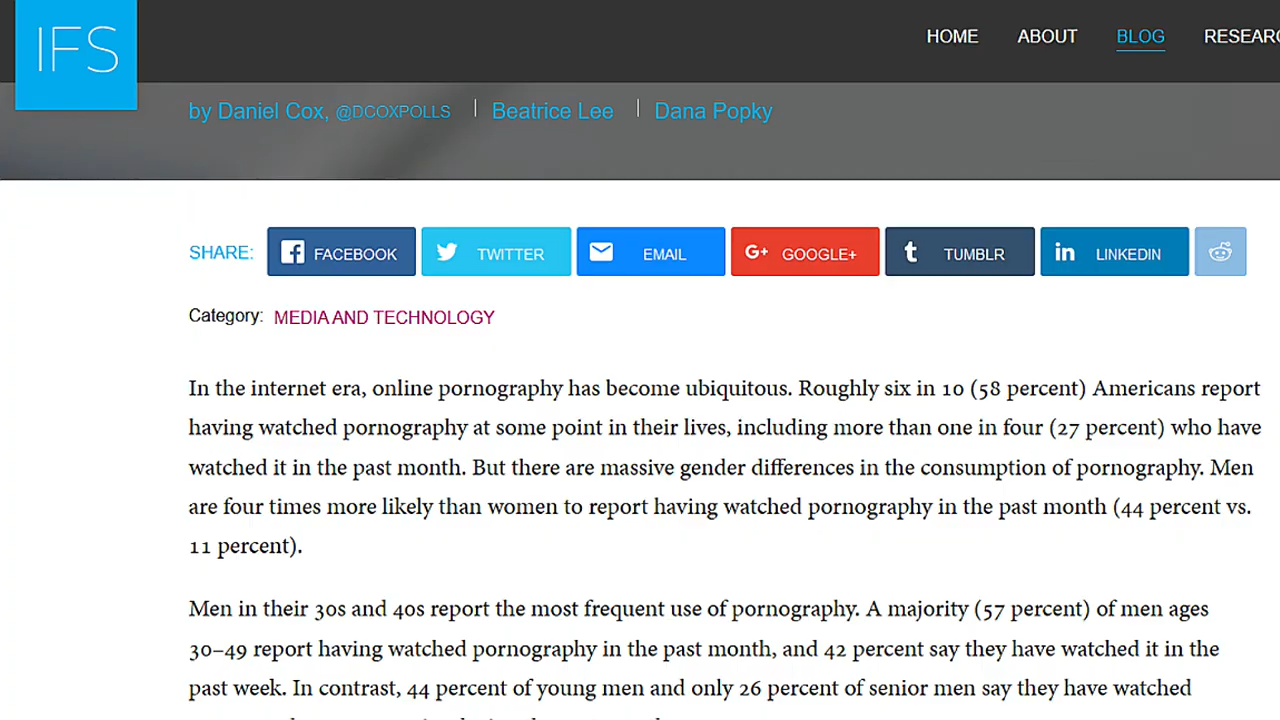 IFS
HOME ABOUT BLOG RESEARC
by Daniel Cox, @DCOXPOLLS | Beatrice Lee | Dana Popky
SHARE: FACEBOOK TWITTER EMAIL GOOGLE+ TUMBLR LINKEDIN
Category: MEDIA AND TECHNOLOGY
In the internet era, online pornography has become ubiquitous. Roughly six in 10 (58 percent) Americans report
having watched pornography at some point in their lives, including more than one in four (27 percent) who have
watched it in the past month. But there are massive gender differences in the consumption of pornography. Men
are four times more likely than women to report having watched pornography in the past month (44 percent vs.
11 percent).
Men in their 30s and 40s report the most frequent use of pornography. A majority (57 percent) of men ages
30–49 report having watched pornography in the past month, and 42 percent say they have watched it in the
past week. In contrast, 44 percent of young men and only 26 percent of senior men say they have watched